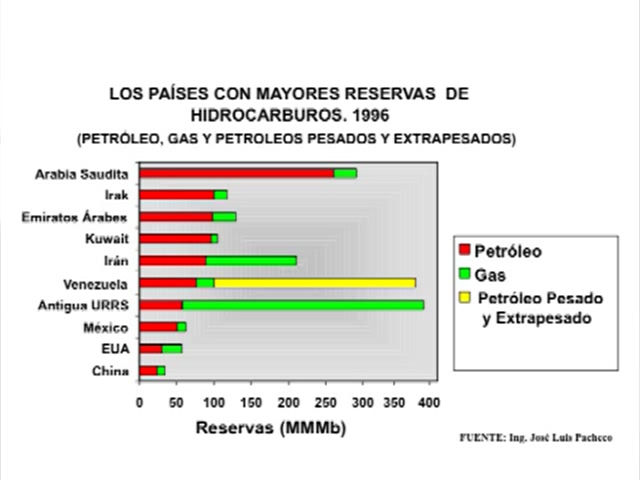 LOS PAÍSES CON MAYORES RESERVAS DE
HIDROCARBUROS. 1996
(PETRÓLEO, GAS Y PETROLEOS PESADOS Y EXTRAPESADOS)
Arabia Saudita
Irak
Emiratos Árabes
Kuwait
Irán
Venezuela
Antigua URRS
México
EUA
China
0 50 100 150 200 250 300 350 400
Reservas (MMMb)
Petróleo
Gas
Petróleo Pesado
y Extrapesado
FUENTE: Ing. José Luis Pacheco